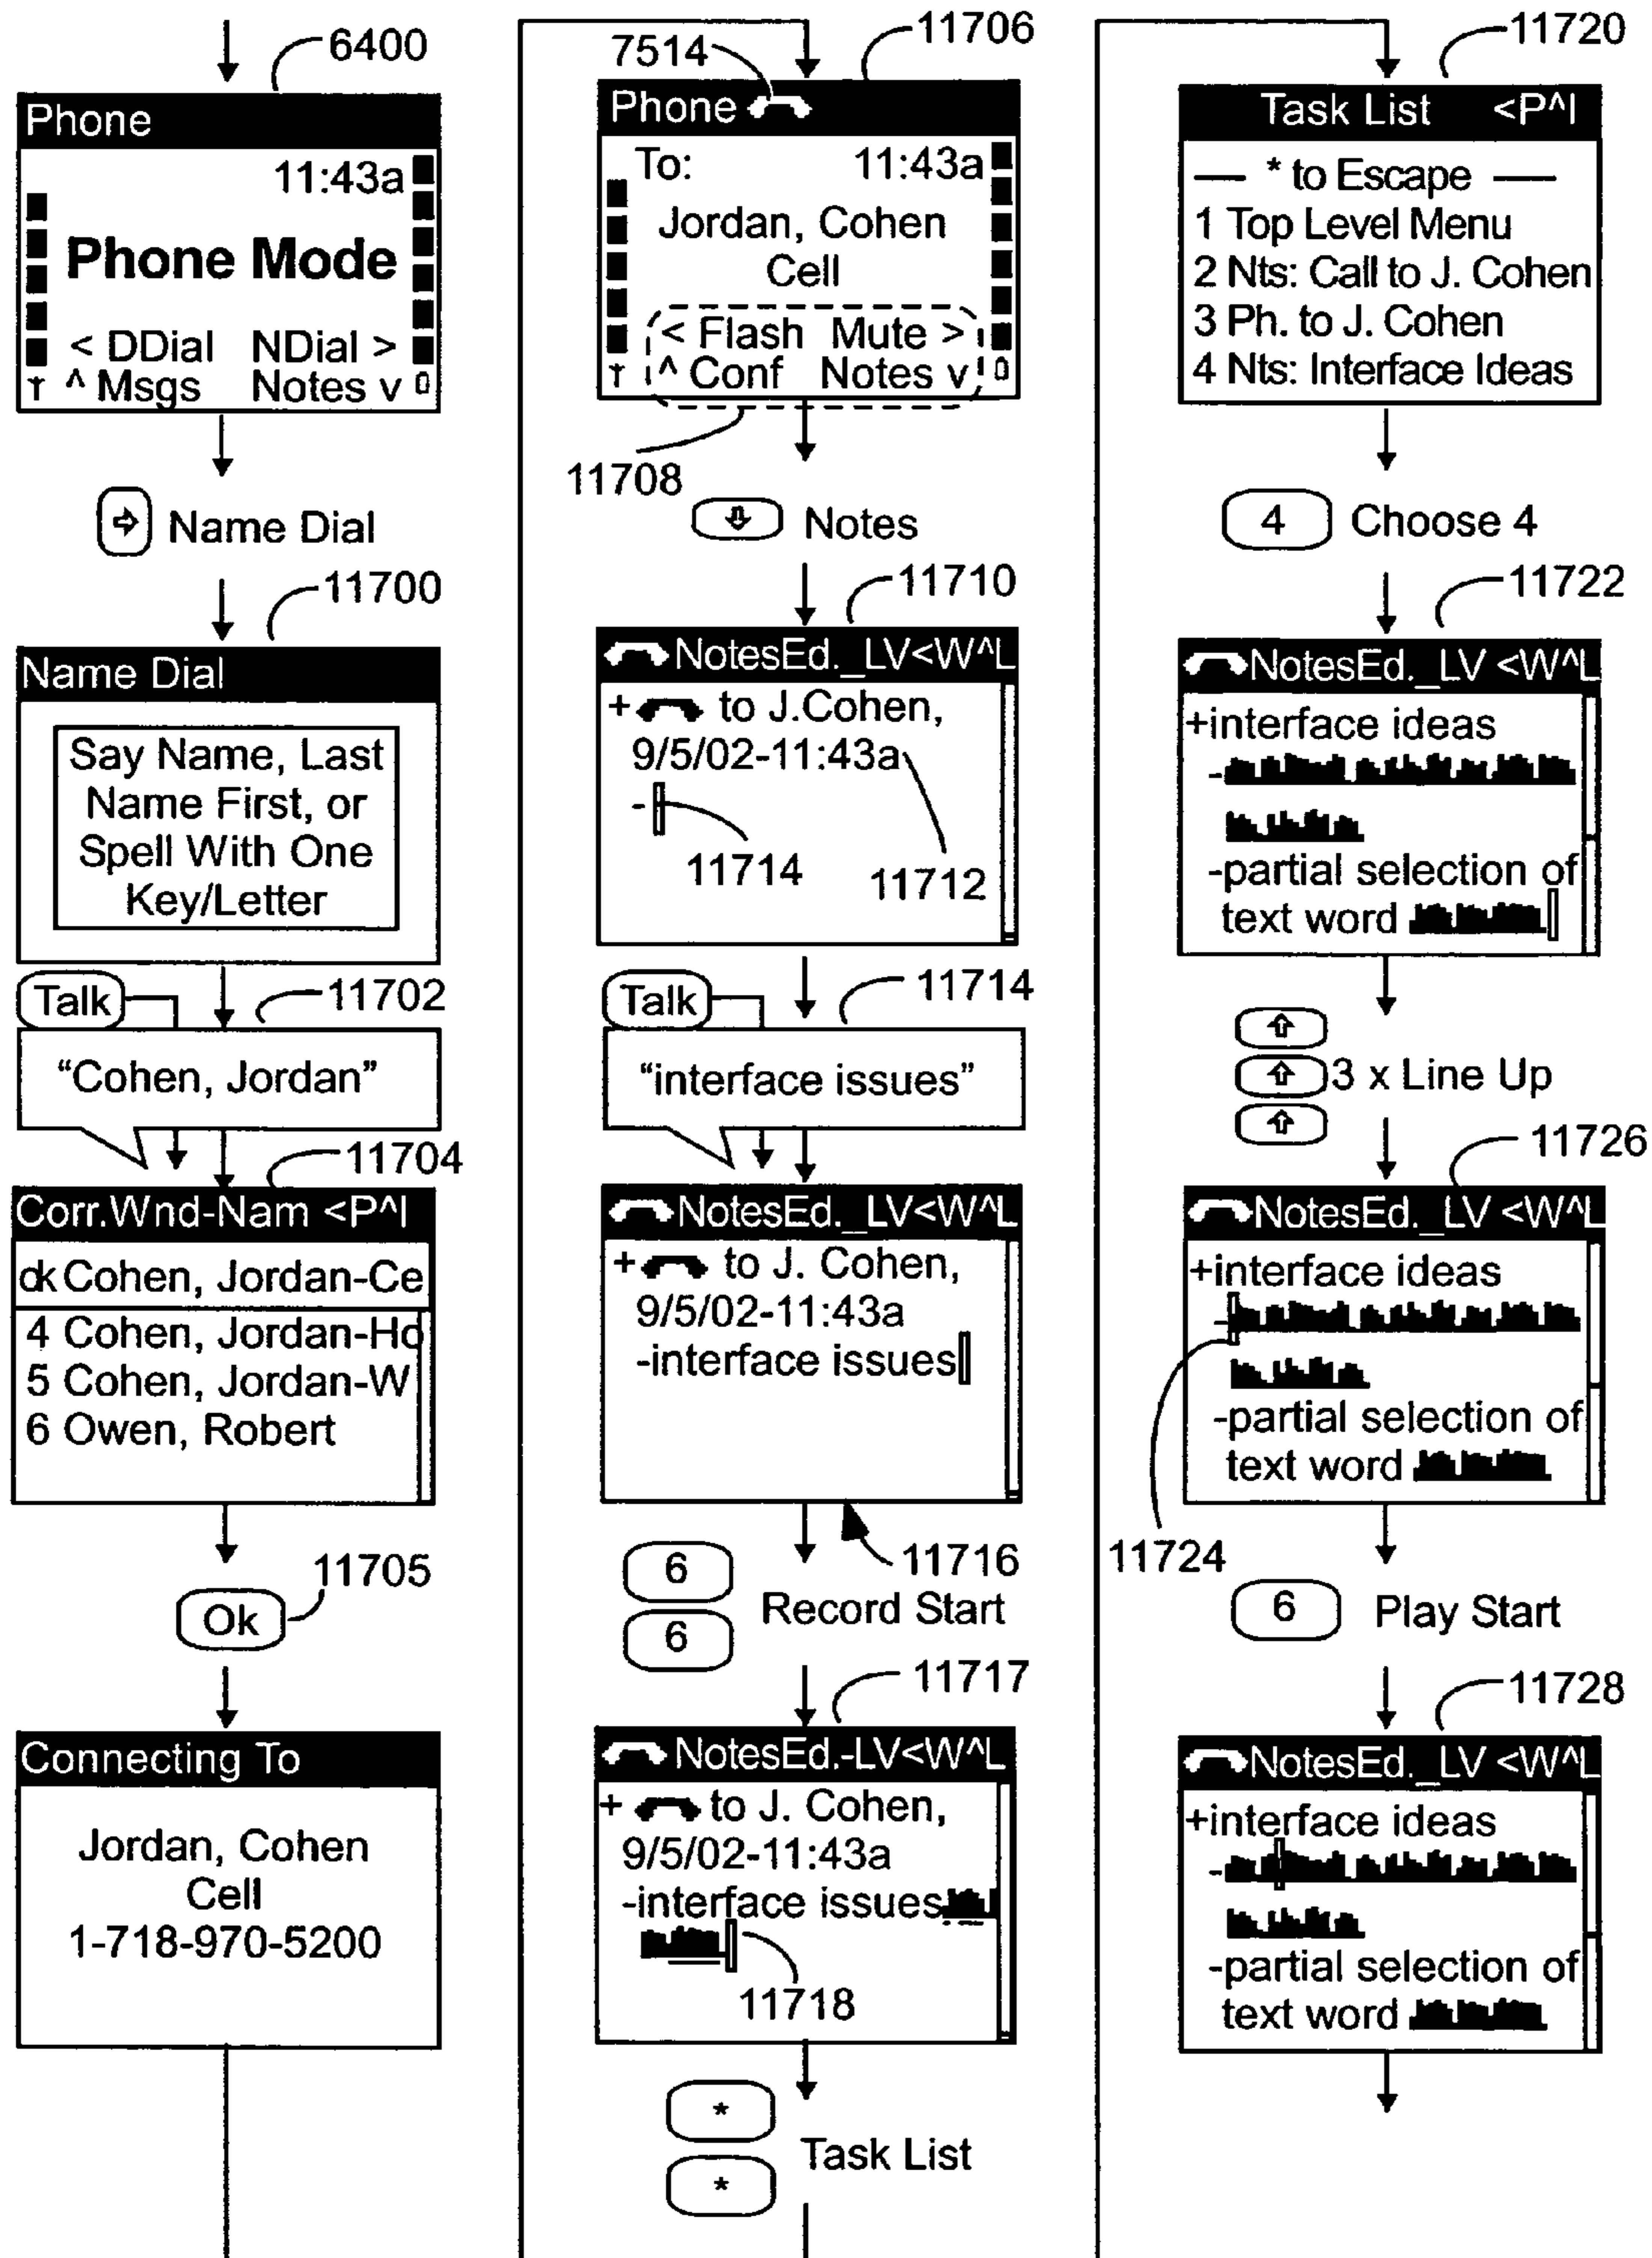 6400
Phone
11:43a
Phone Mode
< DDial NDial >
^ Msgs Notes v
Name Dial
11700
Name Dial
Say Name, Last
Name First, or
Spell With One
Key/Letter
Talk
11702
“Cohen, Jordan”
11704
Corr.Wnd-Nam <P^I
ok Cohen, Jordan-Ce
4 Cohen, Jordan-Ho
5 Cohen, Jordan-W
6 Owen, Robert
11705
Ok
Connecting To
Jordan, Cohen
Cell
1-718-970-5200
7514
11706
Phone
To: 11:43a
Jordan, Cohen
Cell
< Flash Mute >
^ Conf Notes v
11708
Notes
11710
NotesEd._LV<W^L
+ to J.Cohen,
9/5/02-11:43a
-
11714 11712
Talk
11714
“interface issues”
NotesEd._LV<W^L
+ to J. Cohen,
9/5/02-11:43a
-interface issues
11716
6
6
Record Start
11717
NotesEd.-LV<W^L
+ to J. Cohen,
9/5/02-11:43a
-interface issues
11718
*
*
Task List
11720
Task List <P^I
— * to Escape —
1 Top Level Menu
2 Nts: Call to J. Cohen
3 Ph. to J. Cohen
4 Nts: Interface Ideas
4 Choose 4
11722
NotesEd._LV <W^L
+interface ideas
-
-partial selection of
text word
3 x Line Up
11726
NotesEd._LV <W^L
+interface ideas
-
-partial selection of
text word
11724
6 Play Start
11728
NotesEd._LV <W^L
+interface ideas
-
-partial selection of
text word